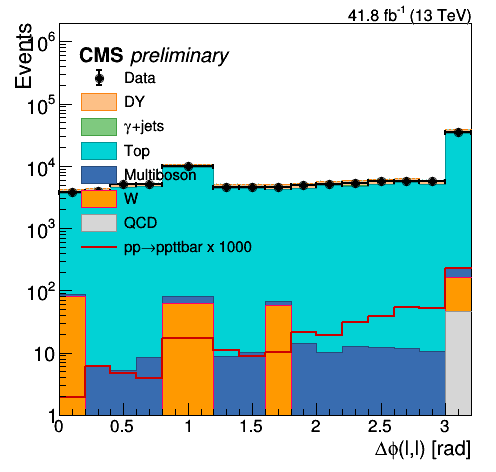 41.8 fb⁻¹ (13 TeV)
Events
CMS preliminary
Data
DY
γ+jets
Top
Multiboson
W
QCD
pp→ppttbar x 1000
10⁶
10⁵
10⁴
10³
10²
10
1
0 0.5 1 1.5 2 2.5 3
Δϕ(l,l) [rad]